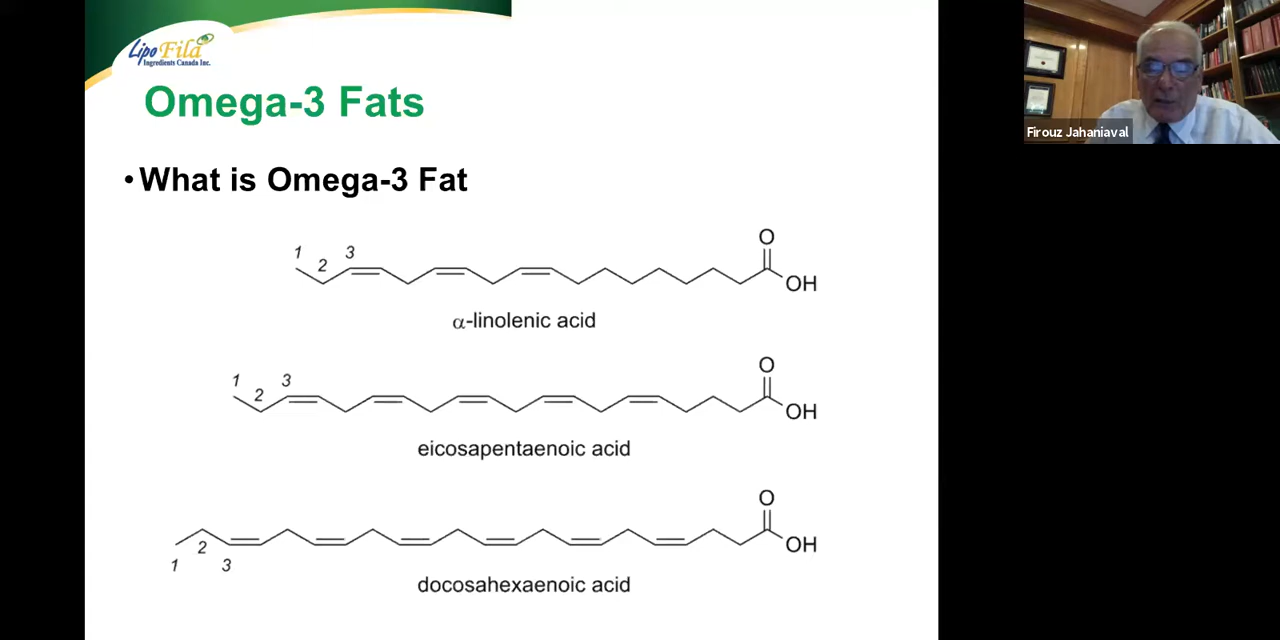 Lipo Fila
Ingredients Canada Inc.
Omega-3 Fats
• What is Omega-3 Fat
1 2 3 O
OH
α-linolenic acid
1 2 3 O
OH
eicosapentaenoic acid
O
1 2 3 OH
docosahexaenoic acid
Firouz Jahaniaval